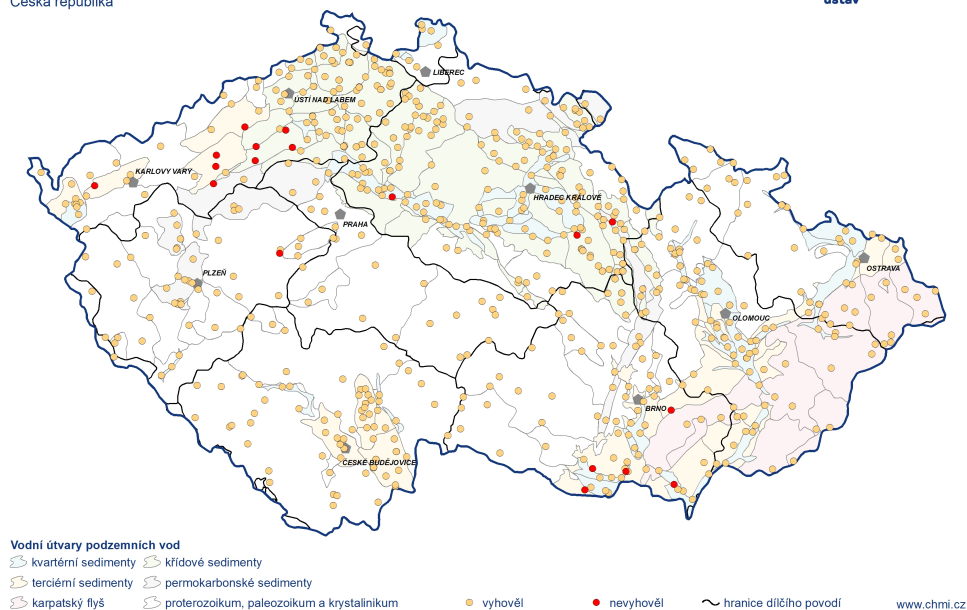 Česká republika
ústav
LIBEREC
ÚSTÍ NAD LABEM
KARLOVY VARY
HRADEC KRÁLOVÉ
PRAHA
OSTRAVA
PLZEŇ
OLOMOUC
BRNO
ČESKÉ BUDĚJOVICE
Vodní útvary podzemních vod
kvartérní sedimenty křídové sedimenty
terciérní sedimenty permokarbonské sedimenty
karpatský flyš proterozoikum, paleozoikum a krystalinikum vyhověl nevyhověl hranice dílčího povodí www.chmi.cz